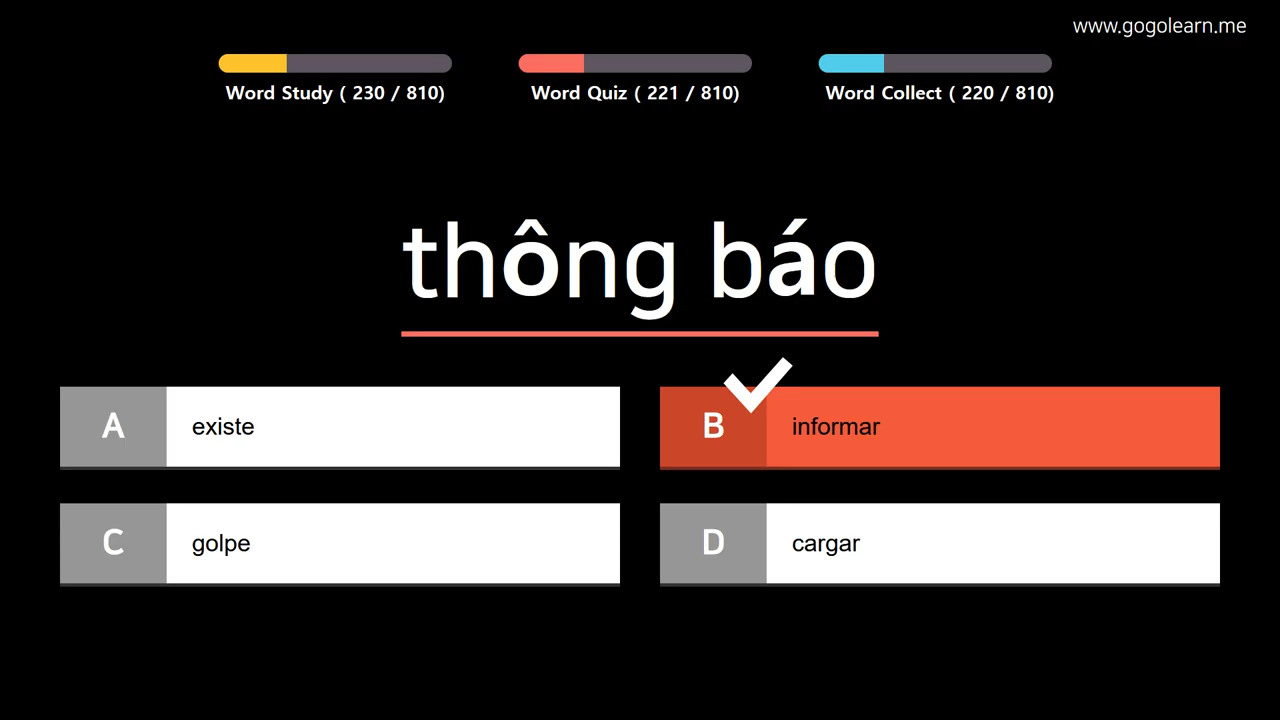 www.gogolearn.me
Word Study ( 230 / 810)
Word Quiz ( 221 / 810)
Word Collect ( 220 / 810)
thông báo
A existe
B informar
C golpe
D cargar